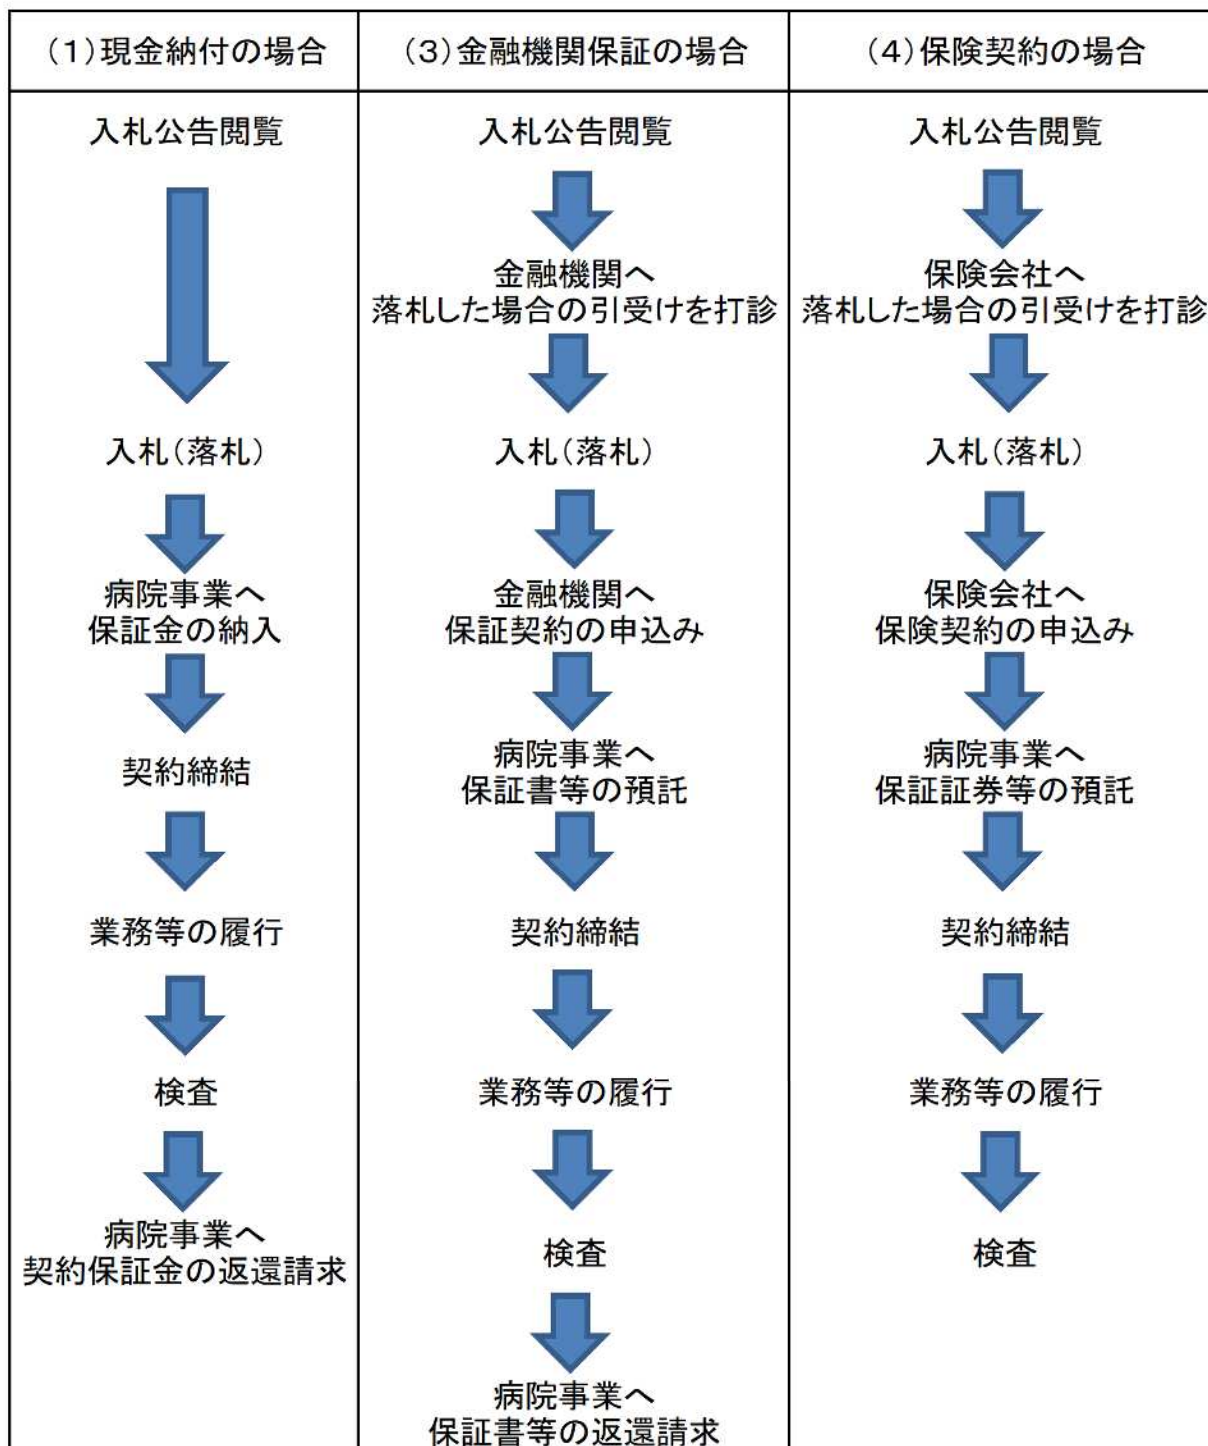 (1)現金納付の場合
入札公告閲覧
入札(落札)
病院事業へ
保証金の納入
契約締結
業務等の履行
検査
病院事業へ
契約保証金の返還請求
(3)金融機関保証の場合
入札公告閲覧
金融機関へ
落札した場合の引受けを打診
入札(落札)
金融機関へ
保証契約の申込み
病院事業へ
保証書等の預託
契約締結
業務等の履行
検査
病院事業へ
保証書等の返還請求
(4)保険契約の場合
入札公告閲覧
保険会社へ
落札した場合の引受けを打診
入札(落札)
保険会社へ
保険契約の申込み
病院事業へ
保証証券等の預託
契約締結
業務等の履行
検査